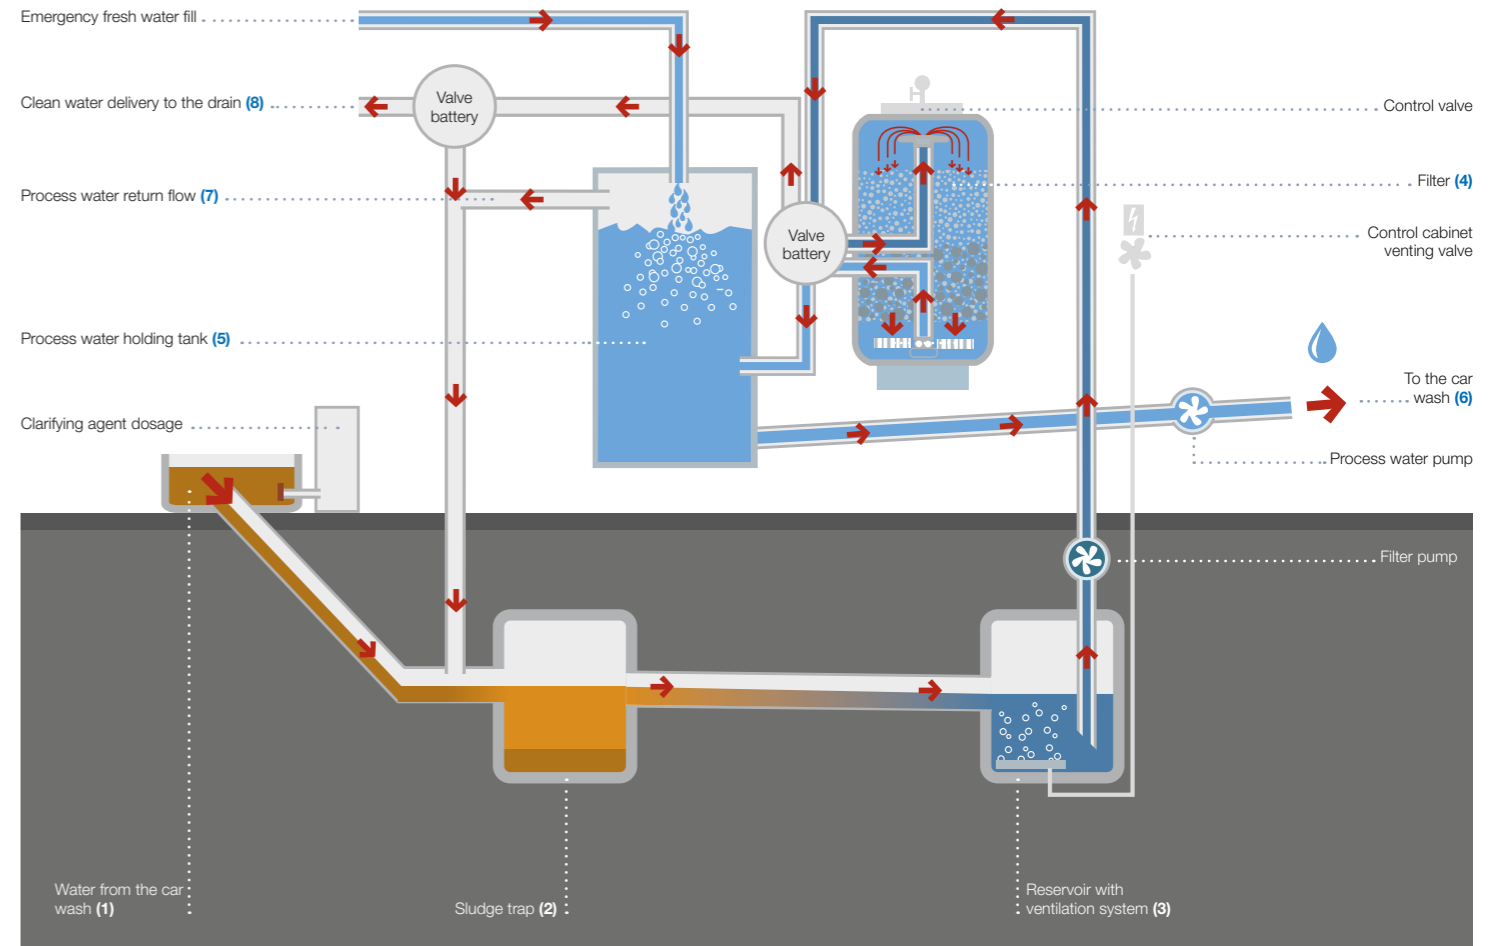 Emergency fresh water fill
Clean water delivery to the drain (8)
Valve
battery
Control valve
Process water return flow (7)
Filter (4)
Valve
battery
Control cabinet
venting valve
Process water holding tank (5)
To the car
wash (6)
Clarifying agent dosage
Process water pump
Filter pump
Water from the car
wash (1)
Sludge trap (2)
Reservoir with
ventilation system (3)